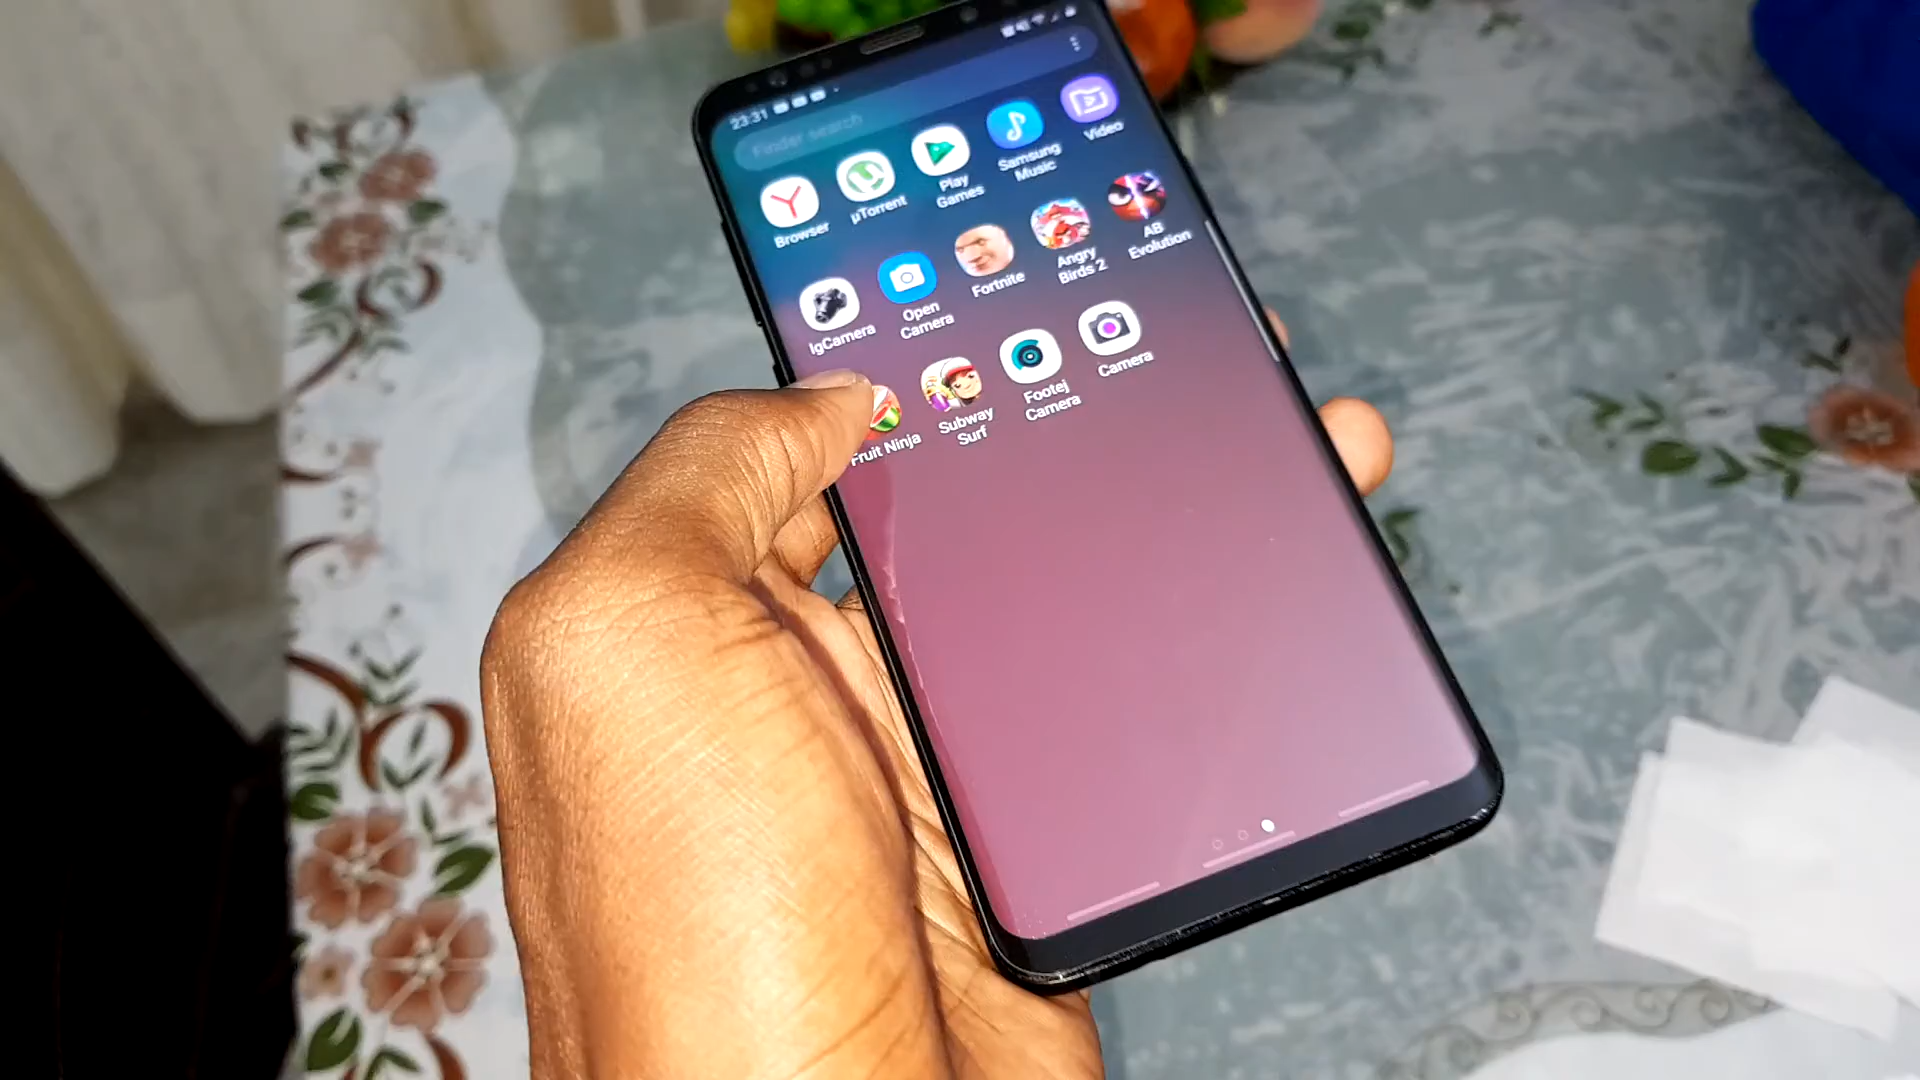 23:31
Finder search
Browser
µTorrent
Play
Games
Samsung
Music
Video
IgCamera
Open
Camera
Fortnite
Angry
Birds 2
AB
Evolution
Fruit Ninja
Subway
Surf
Footej
Camera
Camera